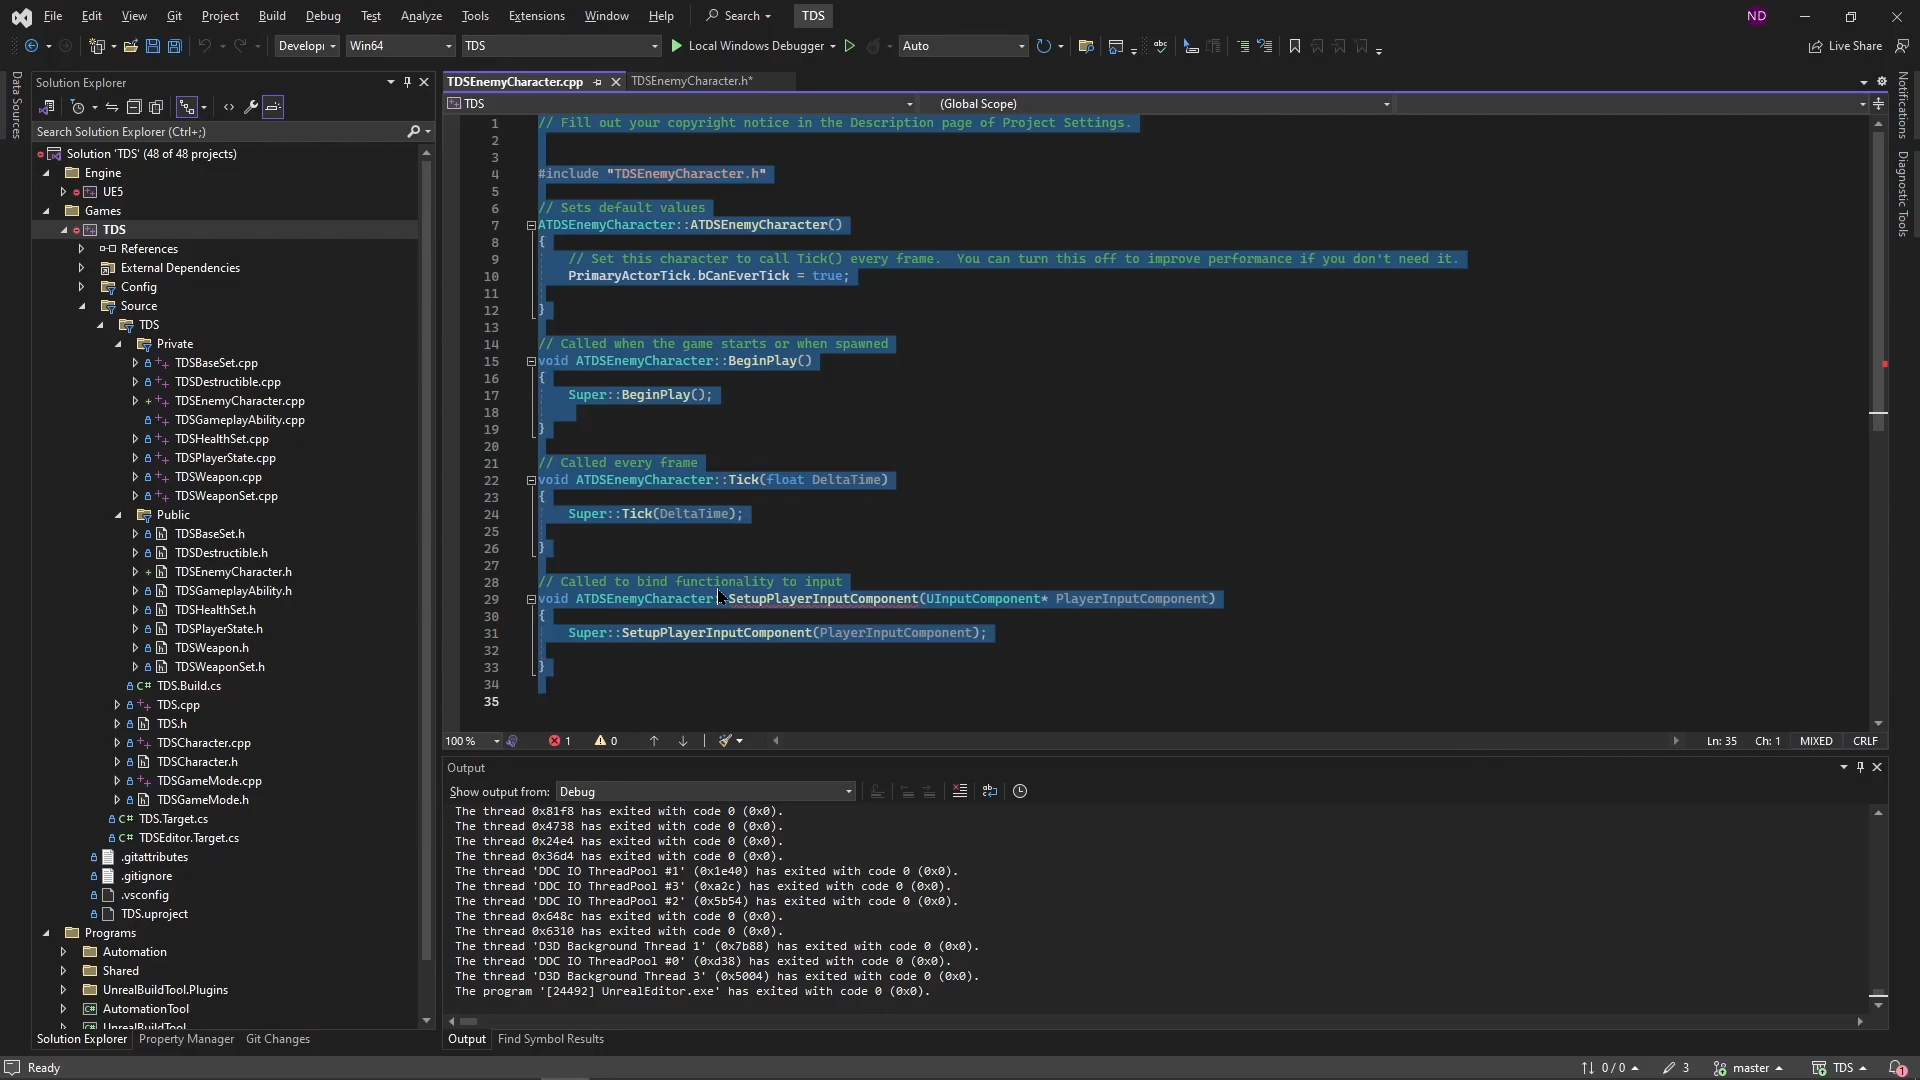 File Edit View Git Project Build Debug Test Analyze Tools Extensions Window Help Search TDS ND
Develop Win64 TDS Local Windows Debugger Auto Live Share
Data Sources
Solution Explorer
Search Solution Explorer (Ctrl+;)
Solution 'TDS' (48 of 48 projects)
Engine
UE5
Games
TDS
References
External Dependencies
Config
Source
TDS
Private
TDSBaseSet.cpp
TDSDestructible.cpp
TDSEnemyCharacter.cpp
TDSGameplayAbility.cpp
TDSHealthSet.cpp
TDSPlayerState.cpp
TDSWeapon.cpp
TDSWeaponSet.cpp
Public
TDSBaseSet.h
TDSDestructible.h
TDSEnemyCharacter.h
TDSGameplayAbility.h
TDSHealthSet.h
TDSPlayerState.h
TDSWeapon.h
TDSWeaponSet.h
TDS.Build.cs
TDS.cpp
TDS.h
TDSCharacter.cpp
TDSCharacter.h
TDSGameMode.cpp
TDSGameMode.h
TDS.Target.cs
TDSEditor.Target.cs
.gitattributes
.gitignore
.vsconfig
TDS.uproject
Programs
Automation
Shared
UnrealBuildTool.Plugins
AutomationTool
UnrealBuildTool
Solution Explorer Property Manager Git Changes
TDSEnemyCharacter.cpp TDSEnemyCharacter.h*
TDS (Global Scope)
1 // Fill out your copyright notice in the Description page of Project Settings.
2
3
4 #include "TDSEnemyCharacter.h"
5
6 // Sets default values
7 ATDSEnemyCharacter::ATDSEnemyCharacter()
8 {
9 // Set this character to call Tick() every frame.  You can turn this off to improve performance if you don't need it.
10 PrimaryActorTick.bCanEverTick = true;
11
12 }
13
14 // Called when the game starts or when spawned
15 void ATDSEnemyCharacter::BeginPlay()
16 {
17 Super::BeginPlay();
18
19 }
20
21 // Called every frame
22 void ATDSEnemyCharacter::Tick(float DeltaTime)
23 {
24 Super::Tick(DeltaTime);
25
26 }
27
28 // Called to bind functionality to input
29 void ATDSEnemyCharacter::SetupPlayerInputComponent(UInputComponent* PlayerInputComponent)
30 {
31 Super::SetupPlayerInputComponent(PlayerInputComponent);
32
33 }
34
35
100 % 1 0 Ln: 35 Ch: 1 MIXED CRLF
Output
Show output from: Debug
The thread 0x81f8 has exited with code 0 (0x0).
The thread 0x4738 has exited with code 0 (0x0).
The thread 0x24e4 has exited with code 0 (0x0).
The thread 0x36d4 has exited with code 0 (0x0).
The thread 'DDC IO ThreadPool #1' (0x1e40) has exited with code 0 (0x0).
The thread 'DDC IO ThreadPool #3' (0xa2c) has exited with code 0 (0x0).
The thread 'DDC IO ThreadPool #2' (0x5b54) has exited with code 0 (0x0).
The thread 0x648c has exited with code 0 (0x0).
The thread 0x6310 has exited with code 0 (0x0).
The thread 'D3D Background Thread 1' (0x7b88) has exited with code 0 (0x0).
The thread 'DDC IO ThreadPool #0' (0xd38) has exited with code 0 (0x0).
The thread 'D3D Background Thread 3' (0x5004) has exited with code 0 (0x0).
The program '[24492] UnrealEditor.exe' has exited with code 0 (0x0).
Output Find Symbol Results
Notifications
Diagnostic Tools
Ready 0 / 0 3 master TDS 1